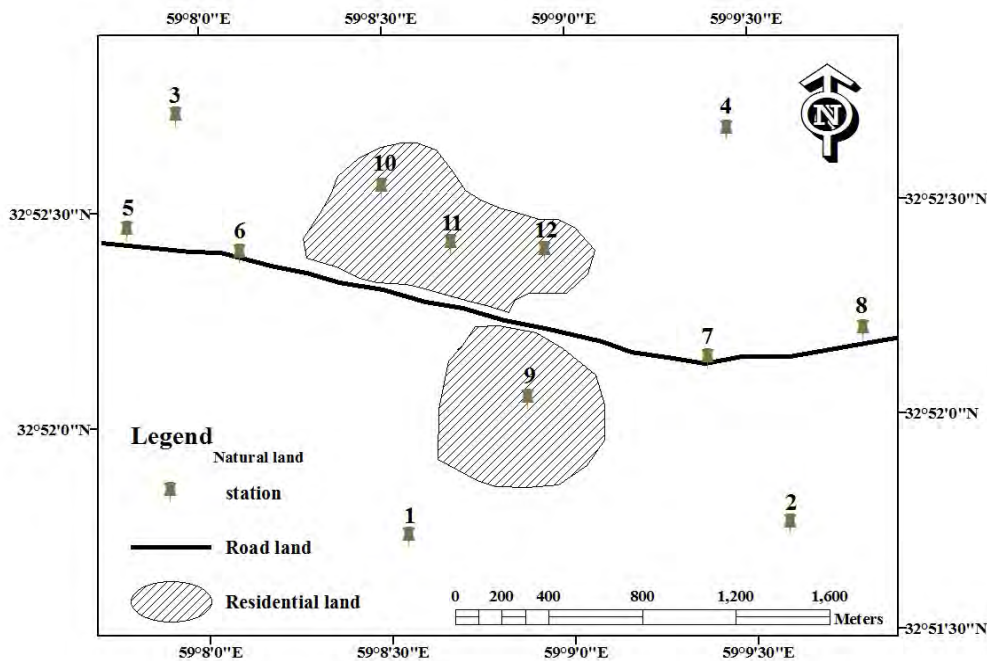 59°8'0"E 59°8'30"E 59°9'0"E 59°9'30"E
3
4
N
10
32°52'30"N
32°52'30"N
5
11
12
6
8
7
9
32°52'0"N
32°52'0"N
Legend
Natural land
station
1
2
Road land
Residential land
0 200 400 800 1,200 1,600
Meters
32°51'30"N
59°8'0"E 59°8'30"E 59°9'0"E 59°9'30"E